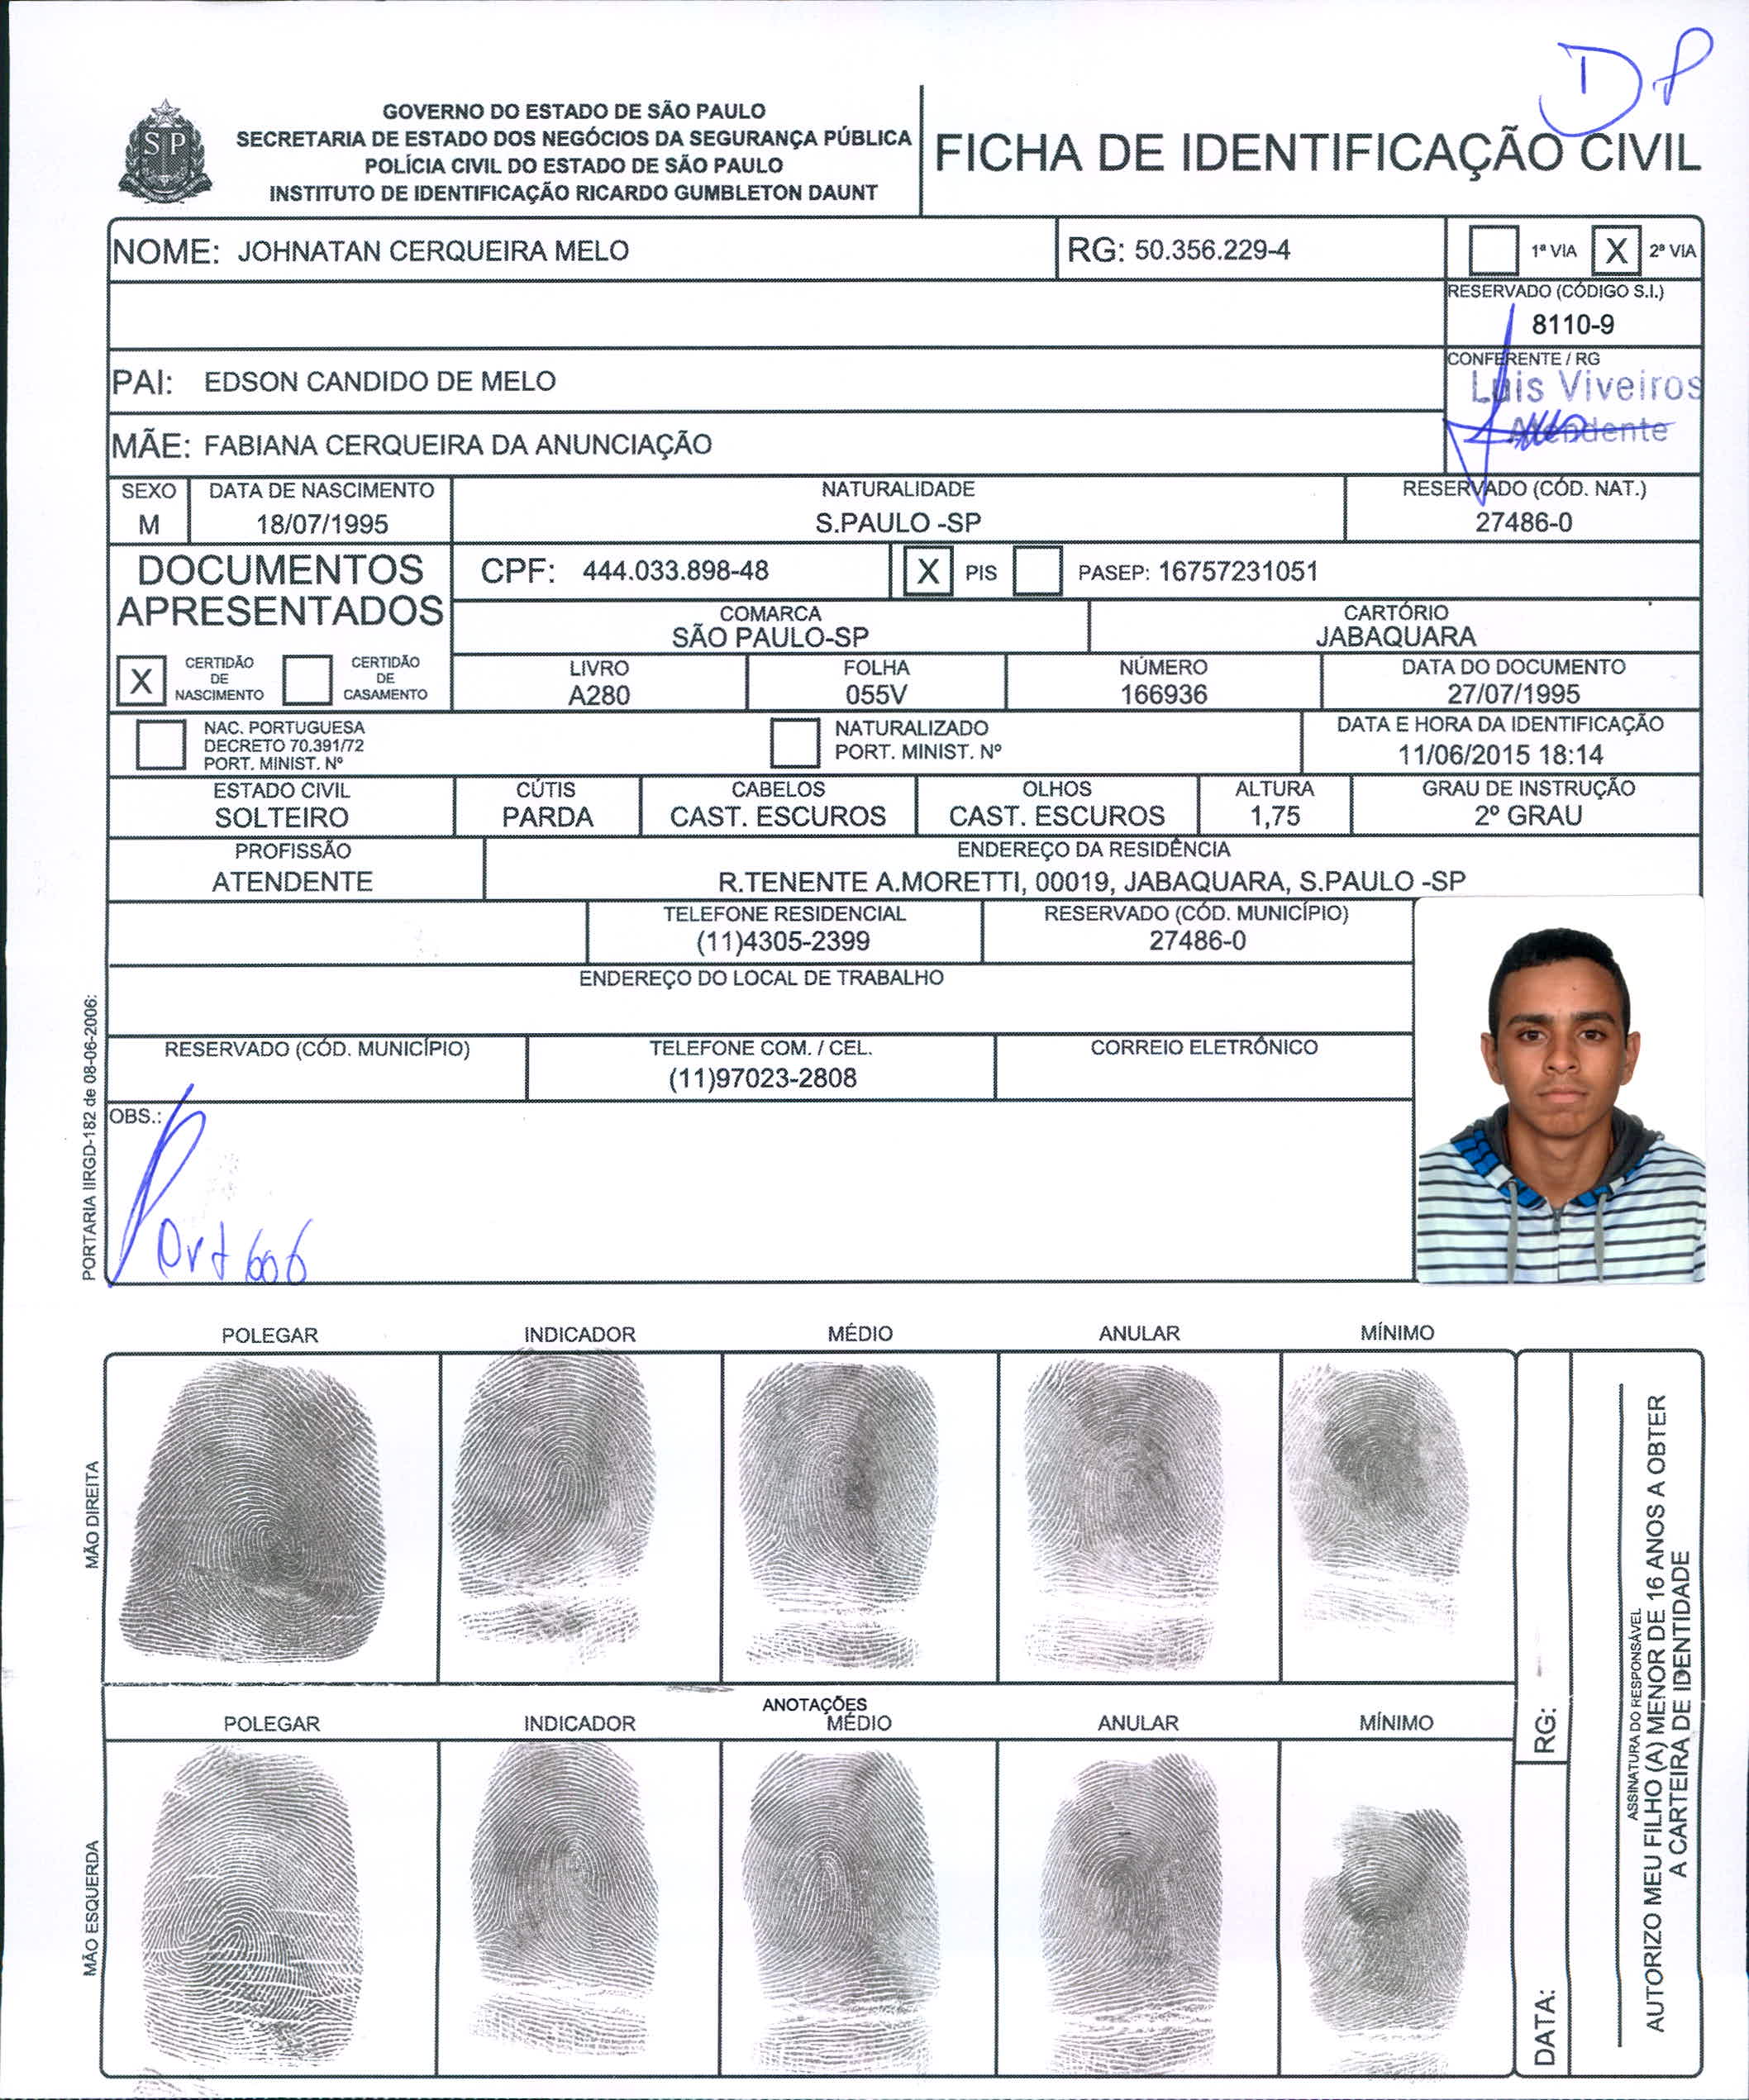 DP
SP
GOVERNO DO ESTADO DE SÃO PAULO
SECRETARIA DE ESTADO DOS NEGÓCIOS DA SEGURANÇA PÚBLICA
POLÍCIA CIVIL DO ESTADO DE SÃO PAULO
INSTITUTO DE IDENTIFICAÇÃO RICARDO GUMBLETON DAUNT
FICHA DE IDENTIFICAÇÃO CIVIL
NOME: JOHNATAN CERQUEIRA MELO RG: 50.356.229-4 1ª VIA X 2ª VIA
RESERVADO (CÓDIGO S.I.)
8110-9
PAI: EDSON CANDIDO DE MELO
CONFERENTE / RG
Luis Viveiros
Atendente
MÃE: FABIANA CERQUEIRA DA ANUNCIAÇÃO
SEXO DATA DE NASCIMENTO NATURALIDADE RESERVADO (CÓD. NAT.)
M 18/07/1995 S.PAULO -SP 27486-0
DOCUMENTOS
APRESENTADOS
CPF: 444.033.898-48 X PIS PASEP: 16757231051
COMARCA CARTÓRIO
SÃO PAULO-SP JABAQUARA
X CERTIDÃO DE NASCIMENTO CERTIDÃO DE CASAMENTO
LIVRO FOLHA NÚMERO DATA DO DOCUMENTO
A280 055V 166936 27/07/1995
NAC. PORTUGUESA
DECRETO 70.391/72
PORT. MINIST. Nº
NATURALIZADO
PORT. MINIST. Nº
DATA E HORA DA IDENTIFICAÇÃO
11/06/2015 18:14
ESTADO CIVIL CÚTIS CABELOS OLHOS ALTURA GRAU DE INSTRUÇÃO
SOLTEIRO PARDA CAST. ESCUROS CAST. ESCUROS 1,75 2º GRAU
PROFISSÃO ENDEREÇO DA RESIDÊNCIA
ATENDENTE R.TENENTE A.MORETTI, 00019, JABAQUARA, S.PAULO -SP
TELEFONE RESIDENCIAL RESERVADO (CÓD. MUNICÍPIO)
(11)4305-2399 27486-0
ENDEREÇO DO LOCAL DE TRABALHO
RESERVADO (CÓD. MUNICÍPIO) TELEFONE COM. / CEL. CORREIO ELETRÔNICO
(11)97023-2808
OBS.:
PORTARIA IIRGD-182 de 08-06-2006:
POLEGAR INDICADOR MÉDIO ANULAR MÍNIMO
MÃO DIREITA
ANOTAÇÕES
POLEGAR INDICADOR MÉDIO ANULAR MÍNIMO
MÃO ESQUERDA
RG:
DATA:
ASSINATURA DO RESPONSÁVEL
AUTORIZO MEU FILHO (A) MENOR DE 16 ANOS A OBTER
A CARTEIRA DE IDENTIDADE